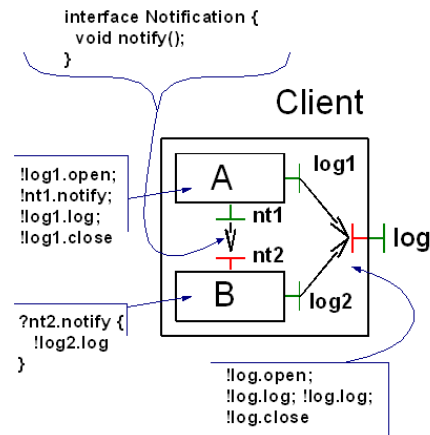 interface Notification {
void notify();
}
Client
!log1.open;
!nt1.notify;
!log1.log;
!log1.close
A
log1
nt1
log
nt2
B
log2
?nt2.notify {
!log2.log
}
!log.open;
!log.log; !log.log;
!log.close